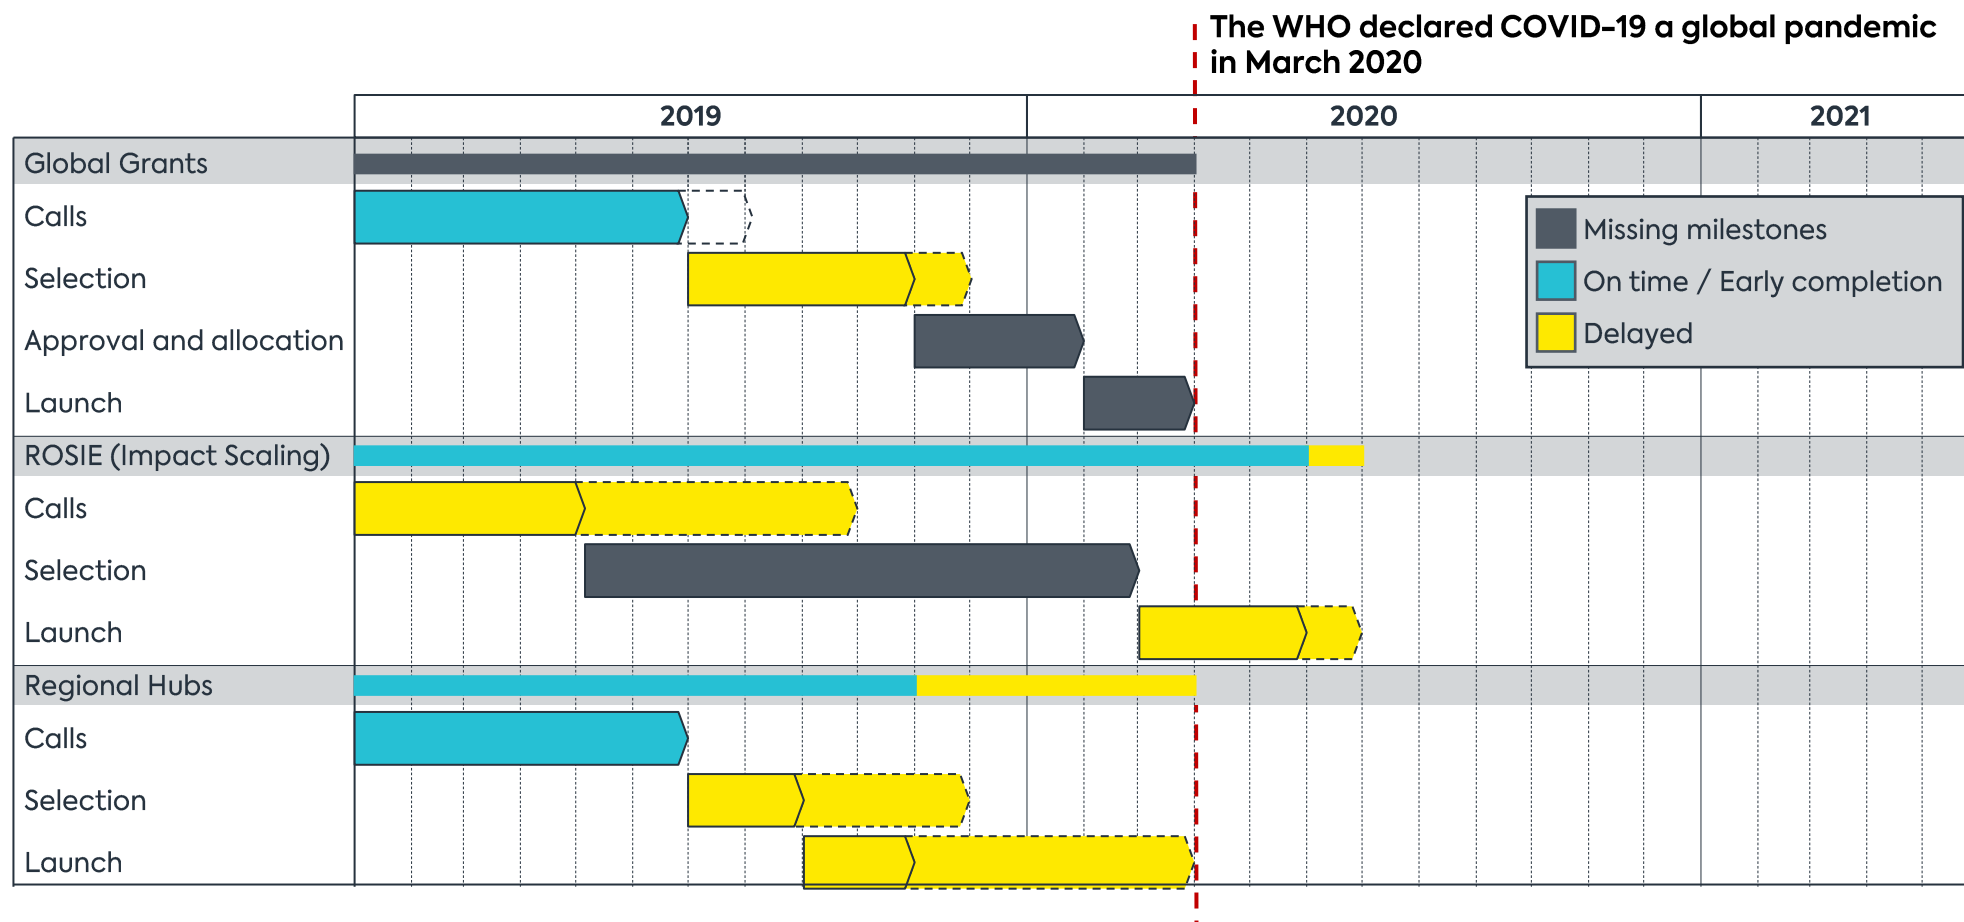 The WHO declared COVID-19 a global pandemic
in March 2020
2019
2020
2021
Global Grants
Calls
Selection
Approval and allocation
Launch
ROSIE (Impact Scaling)
Calls
Selection
Launch
Regional Hubs
Calls
Selection
Launch
Missing milestones
On time / Early completion
Delayed